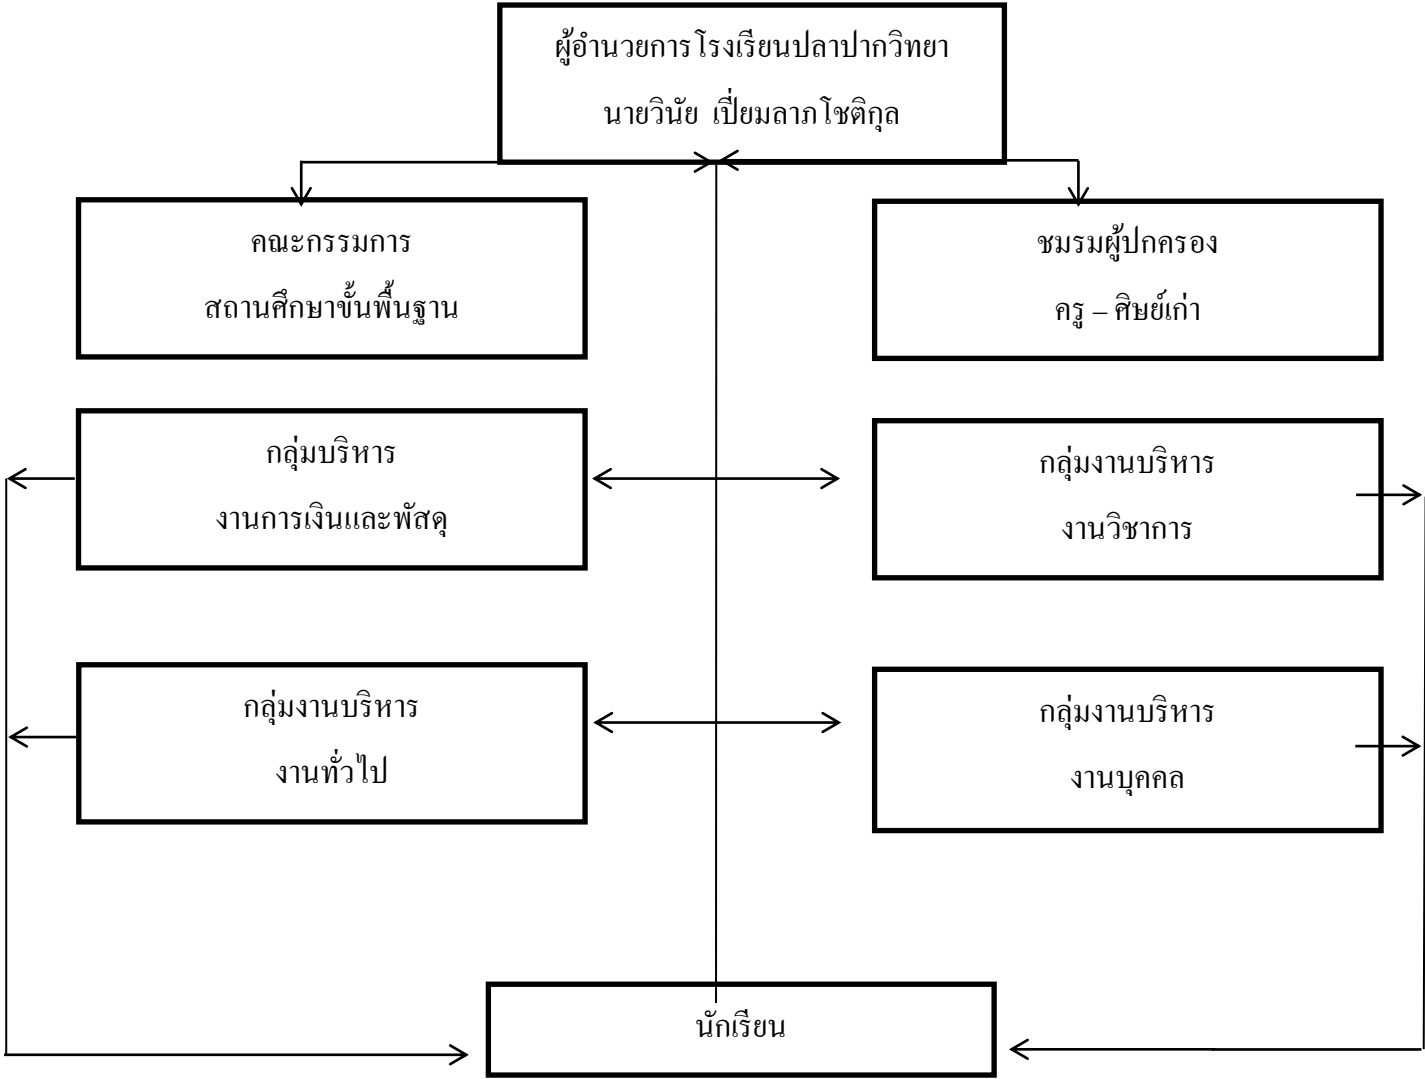 ผู้อำนวยการโรงเรียนปลาปากวิทยา
นายวินัย เปี่ยมลาภโชติกุล
คณะกรรมการ
สถานศึกษาขั้นพื้นฐาน
ชมรมผู้ปกครอง
ครู – ศิษย์เก่า
กลุ่มบริหาร
งานการเงินและพัสดุ
กลุ่มงานบริหาร
งานวิชาการ
กลุ่มงานบริหาร
งานทั่วไป
กลุ่มงานบริหาร
งานบุคคล
นักเรียน